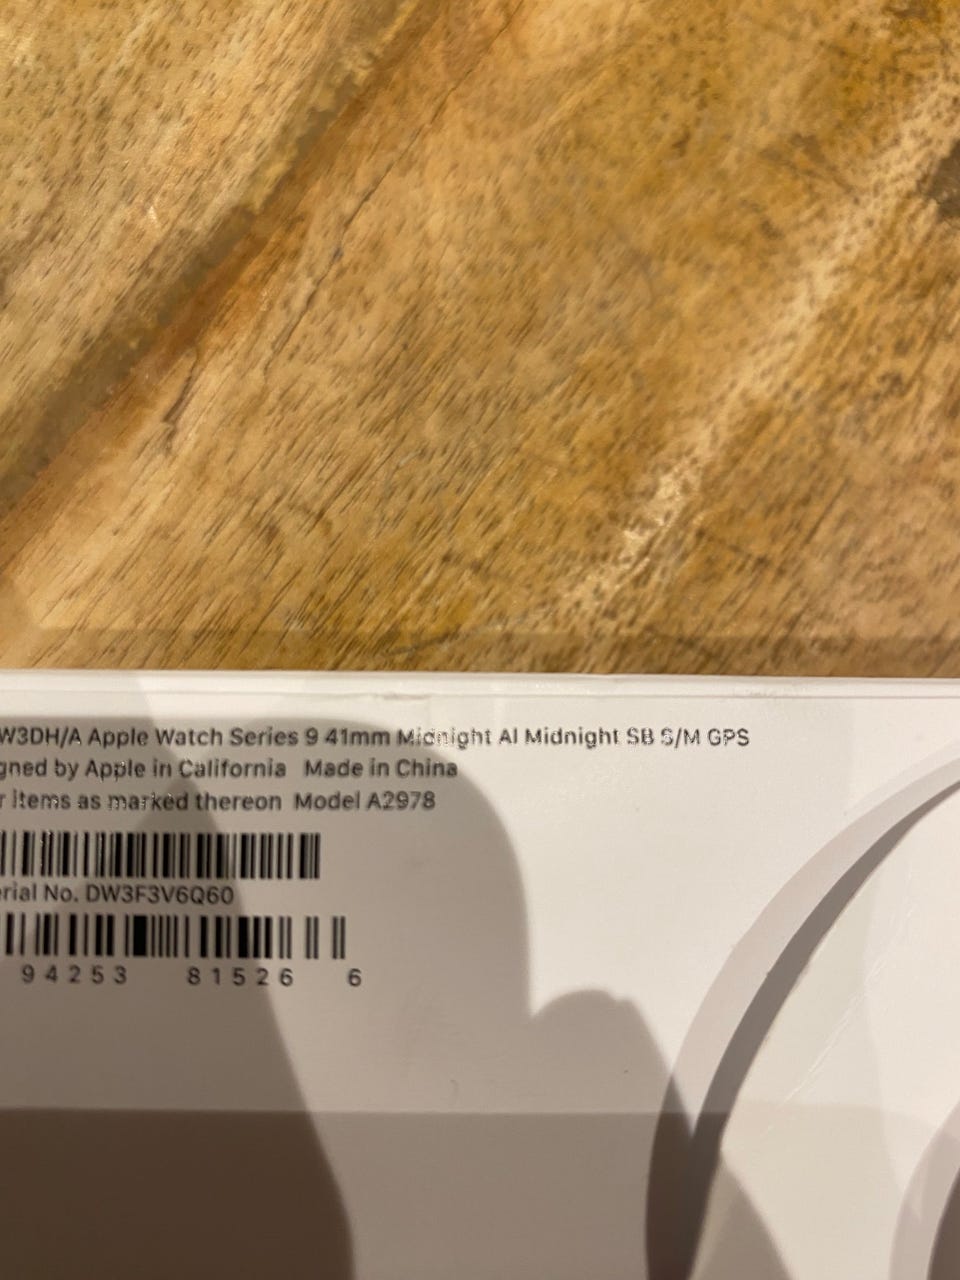 W3DH/A Apple Watch Series 9 41mm Midnight Al Midnight SB S/M GPS
gned by Apple in California Made in China
r items as marked thereon Model A2978
erial No. DW3F3V6Q60
94253 81526 6